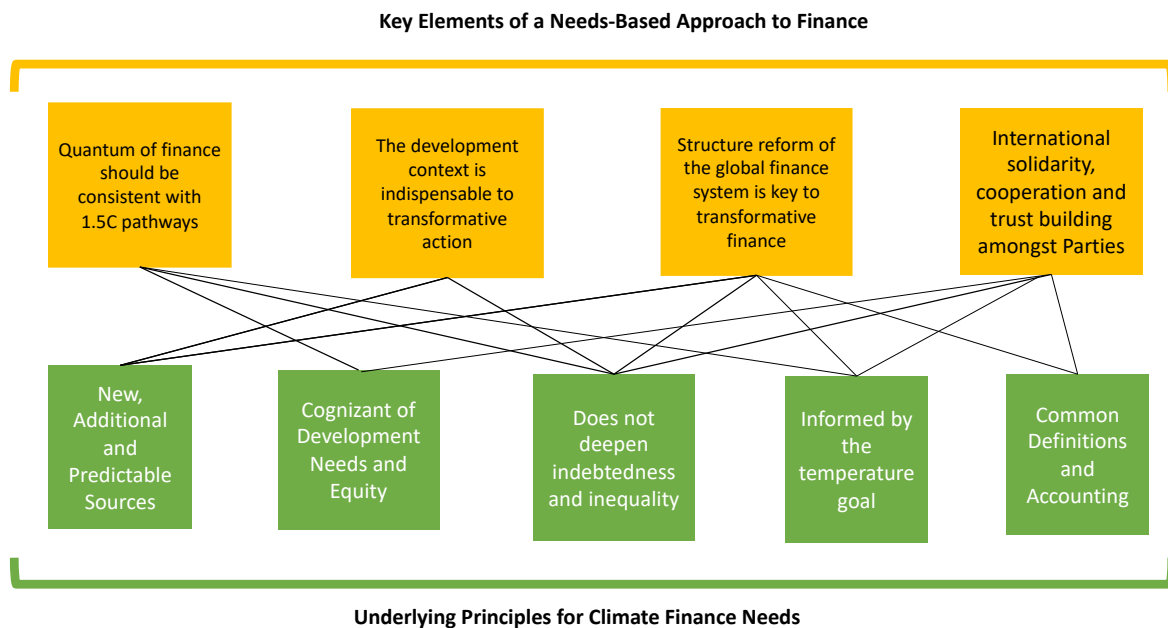 Key Elements of a Needs-Based Approach to Finance
Quantum of finance
should be
consistent with
1.5C pathways
The development
context is
indispensable to
transformative
action
Structure reform of
the global finance
system is key to
transformative
finance
International
solidarity,
cooperation and
trust building
amongst Parties
New,
Additional
and
Predictable
Sources
Cognizant of
Development
Needs and
Equity
Does not
deepen
indebtedness
and inequality
Informed by
the
temperature
goal
Common
Definitions
and
Accounting
Underlying Principles for Climate Finance Needs